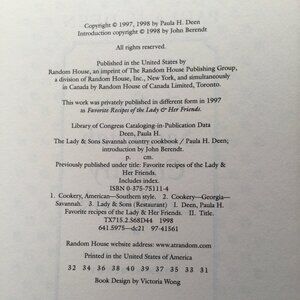 Copyright © 1997, 1998 by Paula H. Deen
Introduction copyright © 1998 by John Berendt
All rights reserved.
Published in the United States by
Random House, an imprint of The Random House Publishing Group,
a division of Random House, Inc., New York, and simultaneously
in Canada by Random House of Canada Limited, Toronto.
This work was privately published in different form in 1997
as Favorite Recipes of the Lady & Her Friends.
Library of Congress Cataloging-in-Publication Data
Deen, Paula H.
The Lady & Sons Savannah country cookbook / Paula H. Deen;
introduction by John Berendt.
p. cm.
Previously published under title: Favorite recipes of the Lady &
Her Friends.
Includes index.
ISBN 0-375-75111-4
1. Cookery, American—Southern style. 2. Cookery—Georgia—
Savannah. 3. Lady & Sons (Restaurant) I. Deen, Paula H.
Favorite recipes of the Lady & Her Friends. II. Title.
TX715.2.S68D44 1998
641.5975—dc21 97-41561
Random House website address: www.atrandom.com
Printed in the United States of America
32 34 36 38 40 39 37 35 33 31
Book Design by Victoria Wong